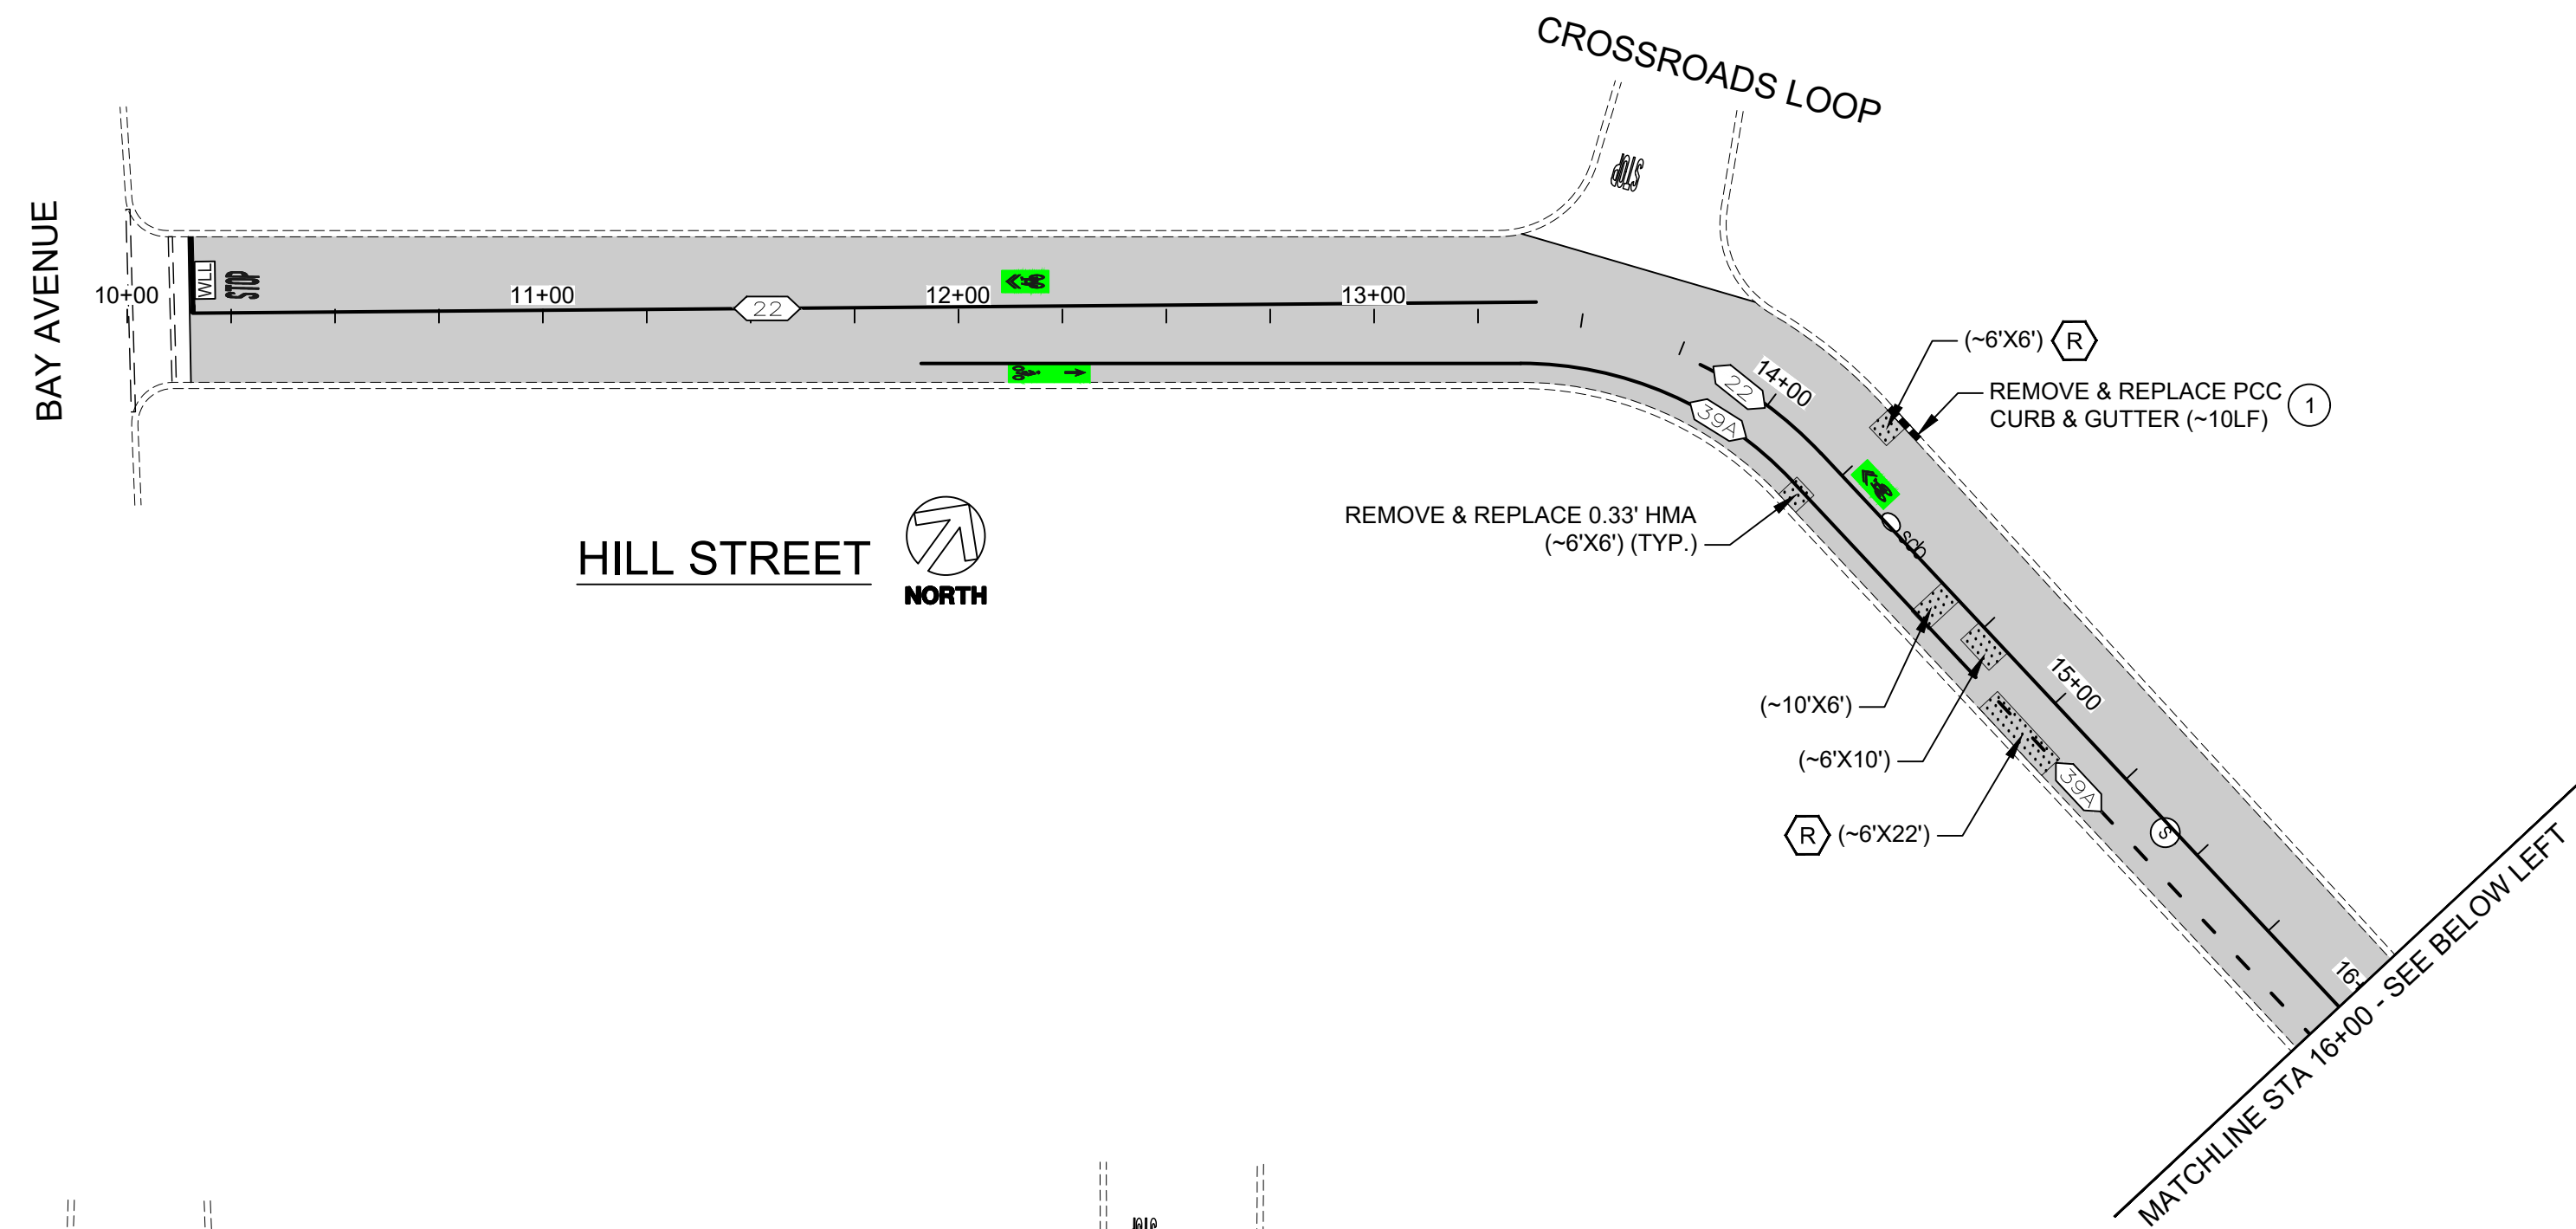 CROSSROADS LOOP
STOP
BAY AVENUE
10+00
WLL
STOP
11+00
22
12+00
13+00
22
14+00
39A
(~6'X6') R
REMOVE & REPLACE PCC
CURB & GUTTER (~10LF)
1
REMOVE & REPLACE 0.33' HMA
(~6'X6') (TYP.)
sdb
HILL STREET
NORTH
15+00
(~10'X6')
(~6'X10')
39A
R (~6'X22')
S
16+
MATCHLINE STA 16+00 - SEE BELOW LEFT